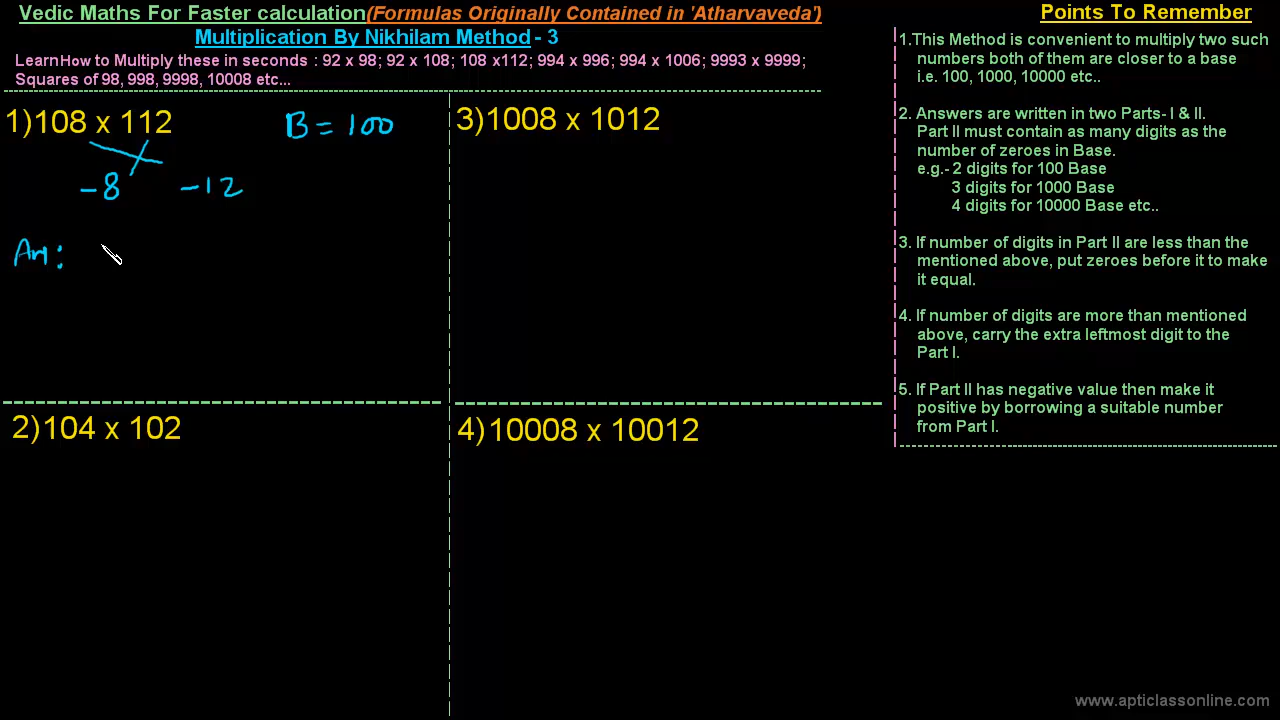 Vedic Maths For Faster calculation(Formulas Originally Contained in 'Atharvaveda')
Multiplication By Nikhilam Method - 3
LearnHow to Multiply these in seconds : 92 x 98; 92 x 108; 108 x112; 994 x 996; 994 x 1006; 9993 x 9999;
Squares of 98, 998, 9998, 10008 etc...
1)108 x 112
B = 100
-8 -12
Ans:
2)104 x 102
3)1008 x 1012
4)10008 x 10012
Points To Remember
1.This Method is convenient to multiply two such
numbers both of them are closer to a base
i.e. 100, 1000, 10000 etc..
2. Answers are written in two Parts- I & II.
Part II must contain as many digits as the
number of zeroes in Base.
e.g.- 2 digits for 100 Base
3 digits for 1000 Base
4 digits for 10000 Base etc..
3. If number of digits in Part II are less than the
mentioned above, put zeroes before it to make
it equal.
4. If number of digits are more than mentioned
above, carry the extra leftmost digit to the
Part I.
5. If Part II has negative value then make it
positive by borrowing a suitable number
from Part I.
www.apticlassonline.com